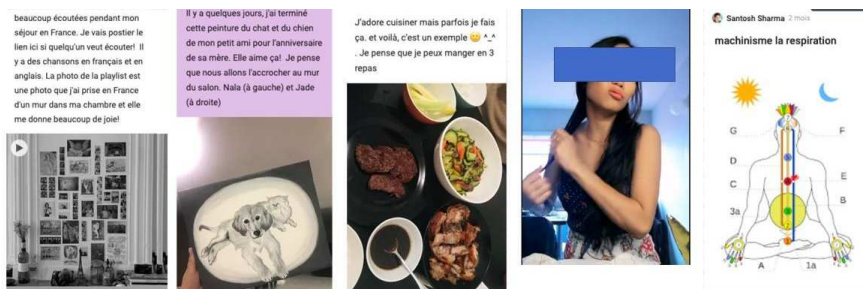 beaucoup écoutées pendant mon
séjour en France. Je vais postier le
lien ici si quelqu'un veut écouter! Il
y a des chansons en français et en
anglais. La photo de la playlist est
une photo que j'ai prise en France
d'un mur dans ma chambre et elle
me donne beaucoup de joie!
Il y a quelques jours, j'ai terminé
cette peinture du chat et du chien
de mon petit ami pour l'anniversaire
de sa mère. Elle aime ça! Je pense
que nous allons l'accrocher au mur
du salon. Nala (à gauche) et Jade
(à droite)
J'adore cuisiner mais parfois je fais
ça. et voilà, c'est un exemple 🙂 ^_^
. Je pense que je peux manger en 3
repas
Santosh Sharma 2 mois
machinisme la respiration
G
F
D
E
C
B
3a
3
1
A
1a